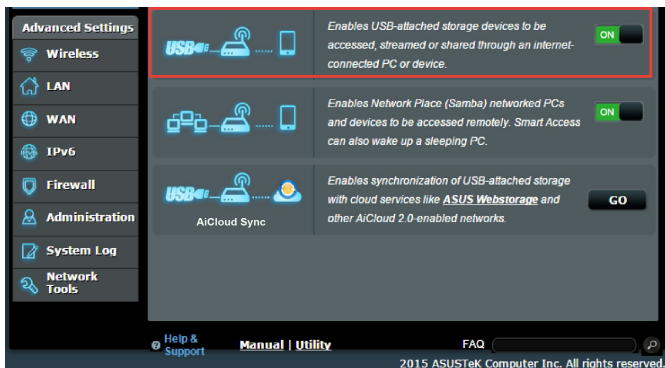 Advanced Settings
Wireless
LAN
WAN
IPv6
Firewall
Administration
System Log
Network
Tools
USB
Enables USB-attached storage devices to be
accessed, streamed or shared through an internet-
connected PC or device.
ON
Enables Network Place (Samba) networked PCs
and devices to be accessed remotely. Smart Access
can also wake up a sleeping PC.
ON
USB
AiCloud Sync
Enables synchronization of USB-attached storage
with cloud services like ASUS Webstorage and
other AiCloud 2.0-enabled networks.
GO
Help &
Support
Manual | Utility
FAQ
2015 ASUSTeK Computer Inc. All rights reserved.